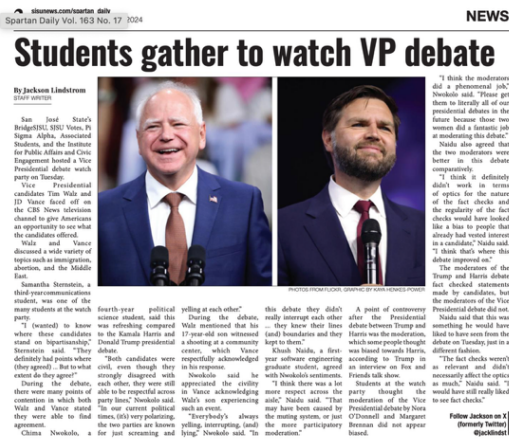 sjsunews.com/spartan_daily
Spartan Daily Vol. 163 No. 17
2024
NEWS
Students gather to watch VP debate
By Jackson Lindstrom
STAFF WRITER
San José State's
BridgeSJSU, SJSU Votes, Pi
Sigma Alpha, Associated
Students, and the Institute
for Public Affairs and Civic
Engagement hosted a Vice
Presidential debate watch
party on Tuesday.
Vice Presidential
candidates Tim Walz and
JD Vance faced off on
the CBS News television
channel to give Americans
an opportunity to see what
the candidates offered.
Walz and Vance
discussed a wide variety of
topics such as immigration,
abortion, and the Middle
East.
Samantha Sternstein, a
third-year communications
student, was one of the
many students at the watch
party.
"I (wanted) to know
where these candidates
stand on bipartisanship,"
Sternstein said. "They
definitely had points where
(they agreed) ... But to what
extent do they agree?"
During the debate,
there were many points of
contention in which both
Walz and Vance stated
they were able to find
agreement.
Chima Nwokolo, a
PHOTOS FROM FLICKR. GRAPHIC BY KAYA HENKES-POWER
fourth-year political
science student, said this
was refreshing compared
to the Kamala Harris and
Donald Trump presidential
debate.
"Both candidates were
civil, even though they
strongly disagreed with
each other, they were still
able to be respectful across
party lines," Nwokolo said.
"In our current political
times, (it's) very polarizing,
the two parties are known
for just screaming and
yelling at each other."
During the debate,
Walz mentioned that his
17-year-old son witnessed
a shooting at a community
center, which Vance
respectfully acknowledged
in his response.
Nwokolo said he
appreciated the civility
in Vance acknowledging
Walz's son experiencing
such an event.
"Everybody's always
yelling, interrupting, (and)
lying," Nwokolo said. "In
this debate they didn't
really interrupt each other
... they knew their lines
(and) boundaries and they
kept to them."
Khush Naidu, a first-
year software engineering
graduate student, agreed
with Nwokolo's sentiments.
"I think there was a lot
more respect across the
aisle," Naidu said. "That
may have been caused by
the muting system, or just
the more participatory
moderation."
A point of controversy
after the Presidential
debate between Trump and
Harris was the moderation,
which some people thought
was biased towards Harris,
according to Trump in
an interview on Fox and
Friends talk show.
Students at the watch
party thought the
moderation of the Vice
Presidential debate by Nora
O'Donnell and Margaret
Brennan did not appear
biased.
"I think the moderators
did a phenomenal job,"
Nwokolo said. "Please get
them to literally all of our
presidential debates in the
future because those two
women did a fantastic job
at moderating this debate."
Naidu also agreed that
the two moderators were
better in this debate
comparatively.
"I think it definitely
didn't work in terms
of optics for the nature
of the fact checks and
the regularity of the fact
checks would have looked
like a bias to people that
already had vested interest
in a candidate," Naidu said.
"I think that's where this
debate improved on."
The moderators of the
Trump and Harris debate
fact checked statements
made by candidates, but
the moderators of the Vice
Presidential debate did not.
Naidu said that this was
something he would have
liked to have seen from the
debate on Tuesday, just in a
different fashion.
"The fact checks weren't
as relevant and didn't
necessarily affect the optics
as much," Naidu said. "I
would have still really liked
to see fact checks."
Follow Jackson on X
(formerly Twitter)
@jacklindst